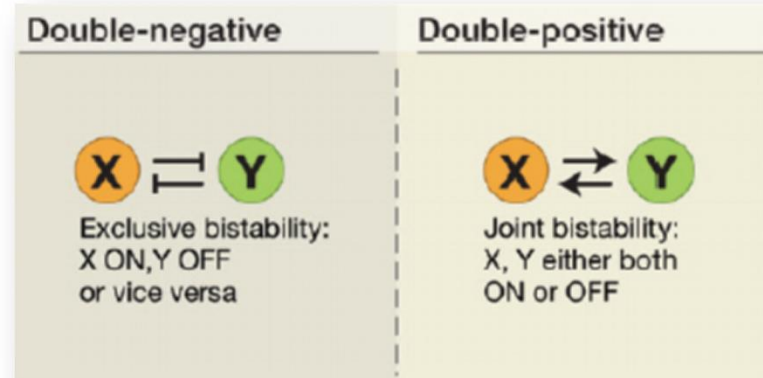 Double-negative
X Y
Exclusive bistability:
X ON,Y OFF
or vice versa
Double-positive
X Y
Joint bistability:
X, Y either both
ON or OFF